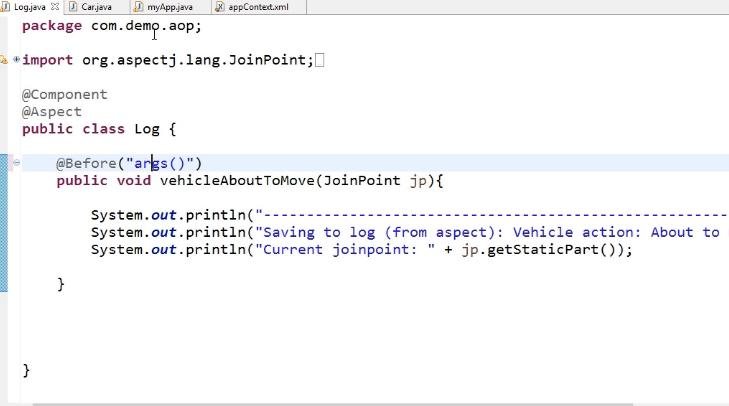 Log.java Car.java myApp.java appContext.xml
package com.demo.aop;
import org.aspectj.lang.JoinPoint;
@Component
@Aspect
public class Log {
@Before("args()")
public void vehicleAboutToMove(JoinPoint jp){
System.out.println("------------------------------------------------------
System.out.println("Saving to log (from aspect): Vehicle action: About to
System.out.println("Current joinpoint: " + jp.getStaticPart());
}
}